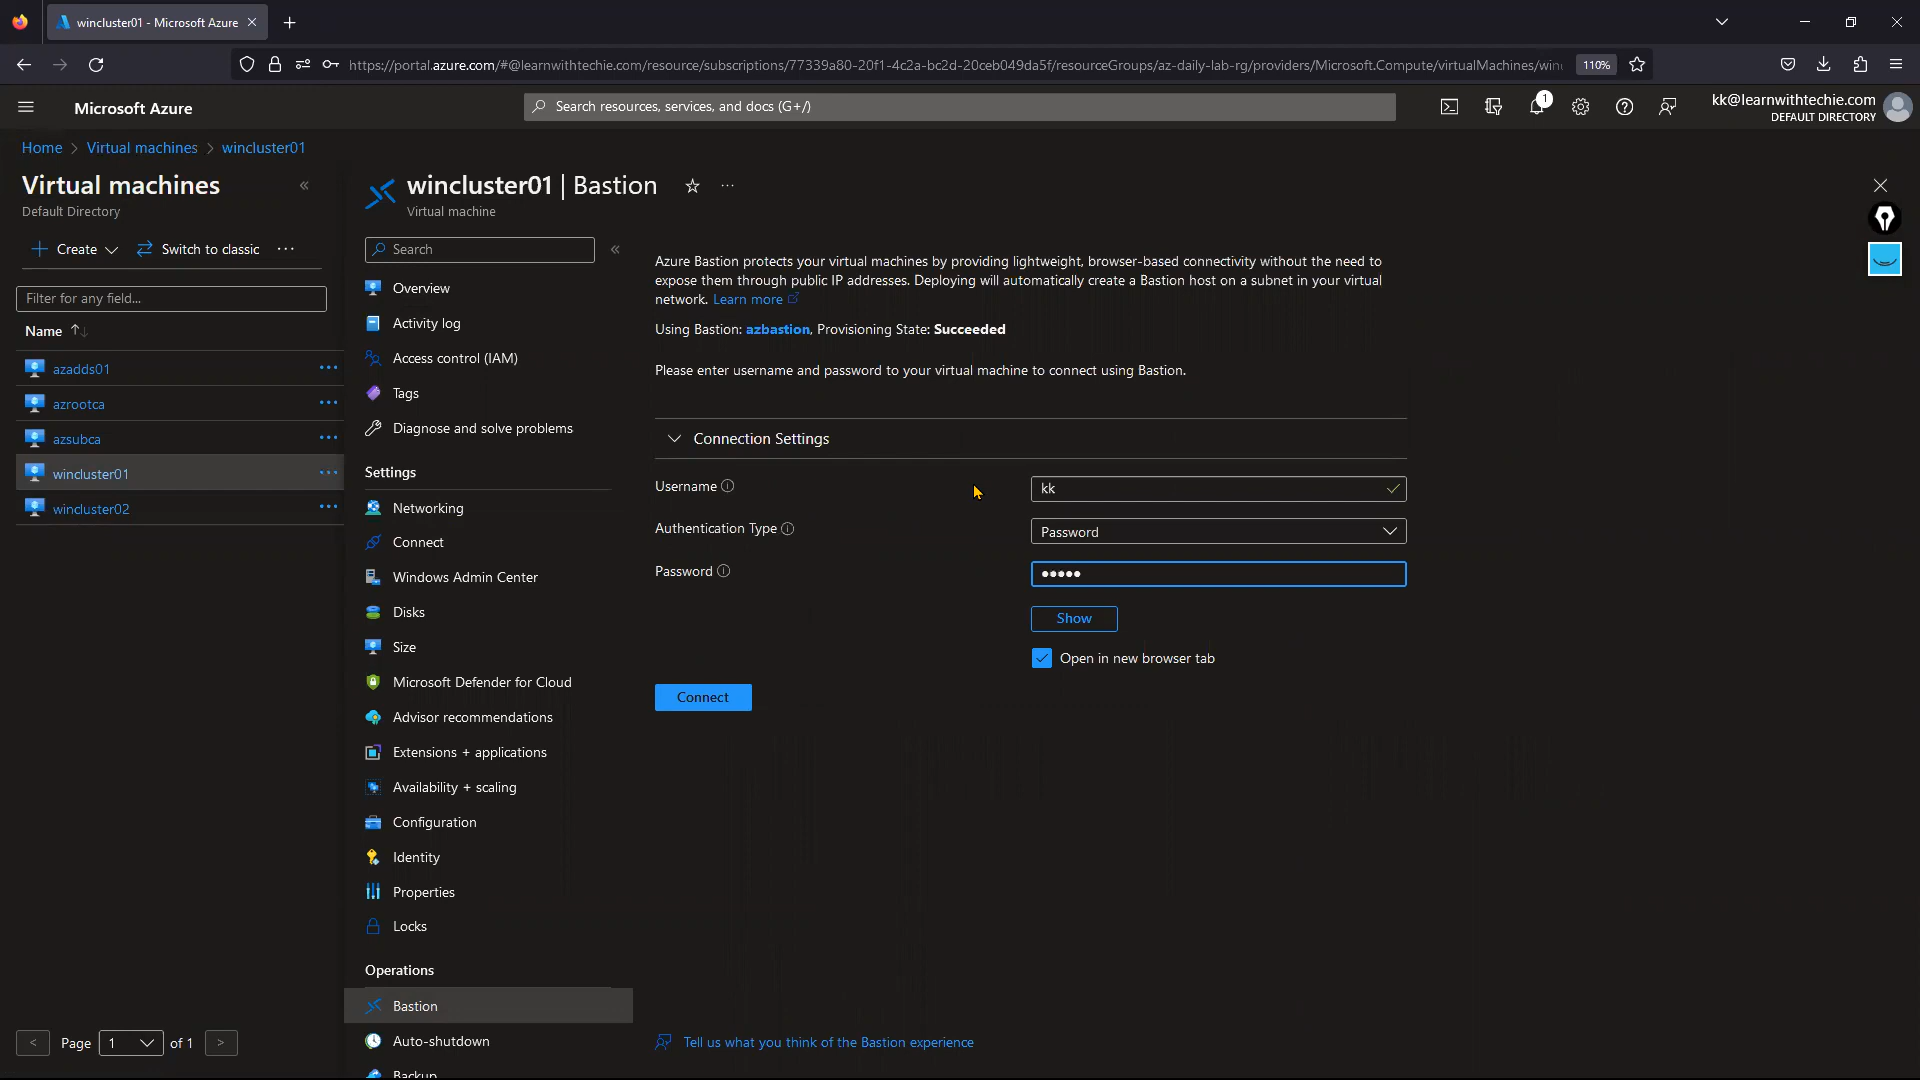 wincluster01 - Microsoft Azure
https://portal.azure.com/#@learnwithtechie.com/resource/subscriptions/77339a80-20f1-4c2a-bc2d-20ceb049da5f/resourceGroups/az-daily-lab-rg/providers/Microsoft.Compute/virtualMachines/win
110%
Microsoft Azure
Search resources, services, and docs (G+/)
1
kk@learnwithtechie.com
DEFAULT DIRECTORY
Home > Virtual machines > wincluster01
Virtual machines
Default Directory
Create
Switch to classic
Filter for any field...
Name
azadds01
azrootca
azsubca
wincluster01
wincluster02
< Page 1 of 1 >
wincluster01 | Bastion
Virtual machine
Search
Overview
Activity log
Access control (IAM)
Tags
Diagnose and solve problems
Settings
Networking
Connect
Windows Admin Center
Disks
Size
Microsoft Defender for Cloud
Advisor recommendations
Extensions + applications
Availability + scaling
Configuration
Identity
Properties
Locks
Operations
Bastion
Auto-shutdown
Backup
Azure Bastion protects your virtual machines by providing lightweight, browser-based connectivity without the need to
expose them through public IP addresses. Deploying will automatically create a Bastion host on a subnet in your virtual
network. Learn more
Using Bastion: azbastion, Provisioning State: Succeeded
Please enter username and password to your virtual machine to connect using Bastion.
Connection Settings
Username
kk
Authentication Type
Password
Password
•••••
Show
Open in new browser tab
Connect
Tell us what you think of the Bastion experience